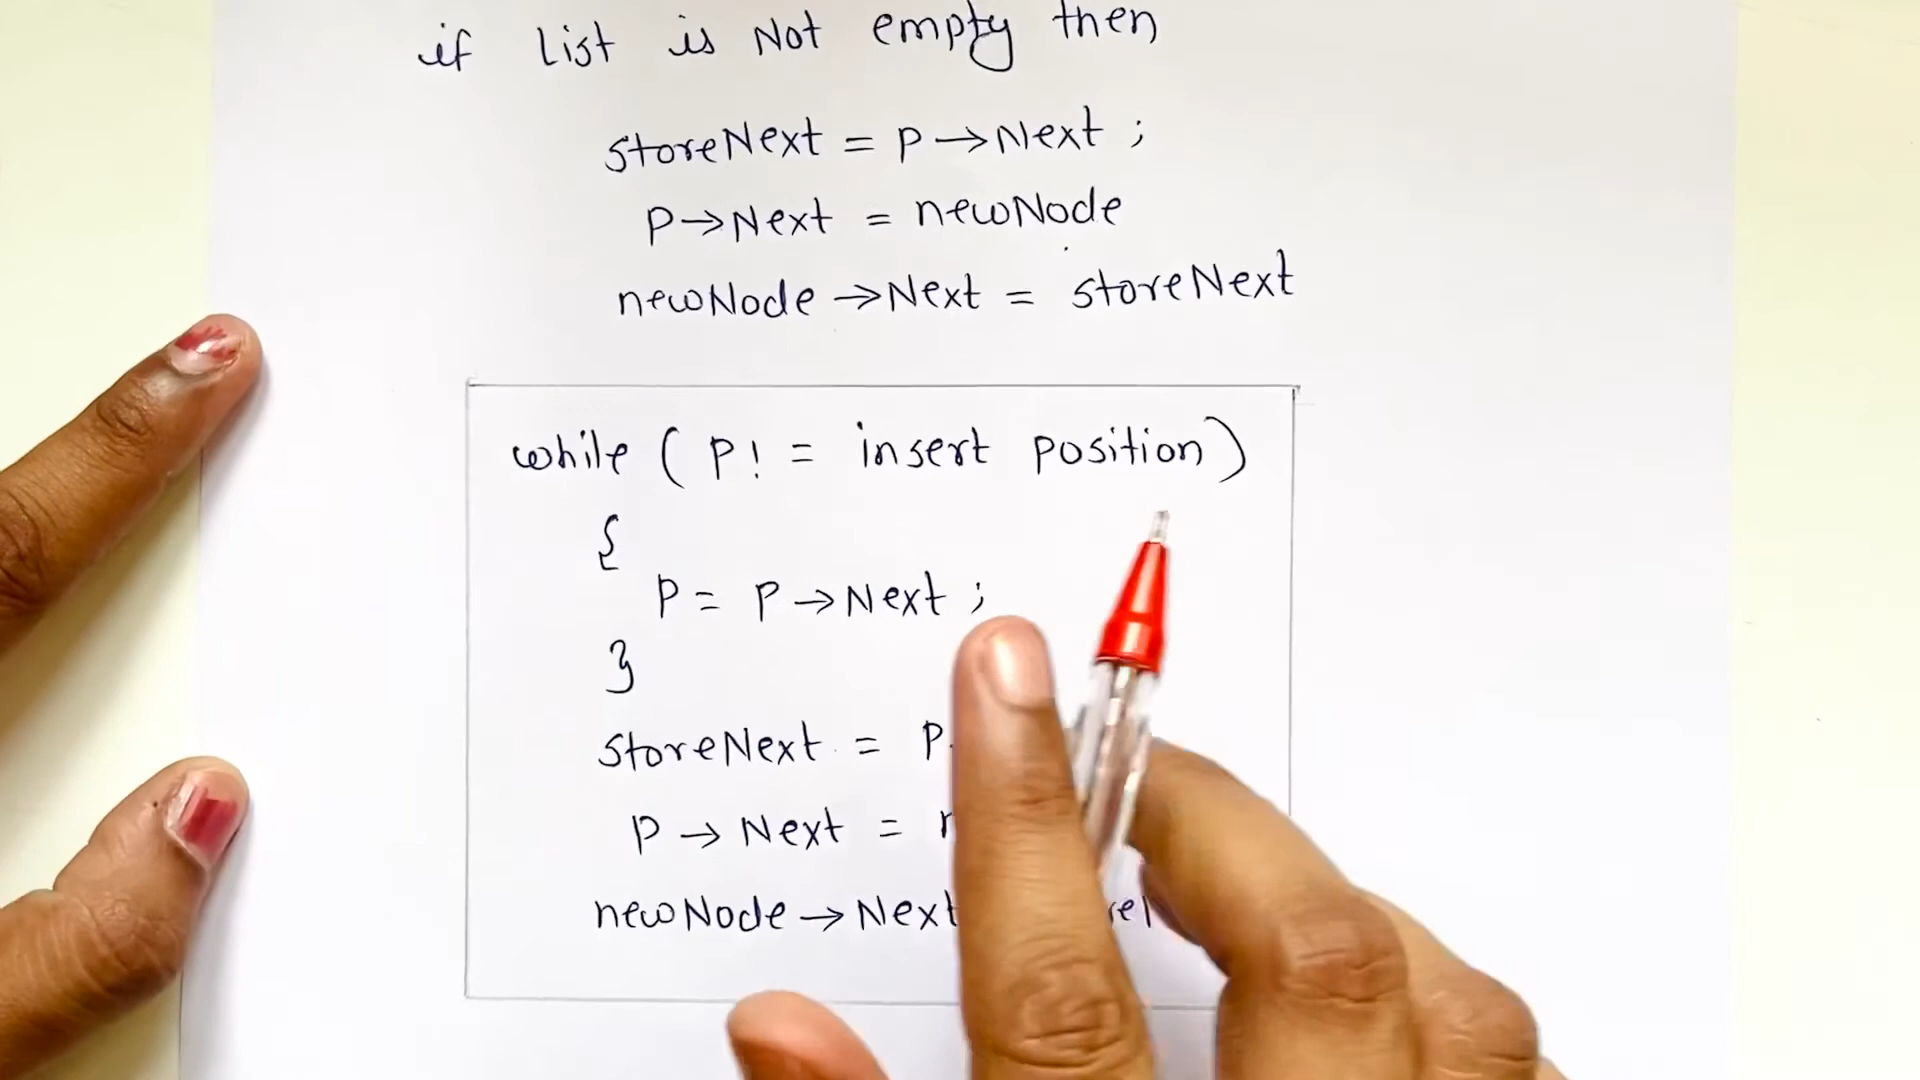 if List is Not empty then
storeNext = P→Next ;
P→Next = newNode
newNode →Next = storeNext
while ( P! = insert position)
{
P = P →Next ;
}
storeNext = P
P → Next =
newNode → Next